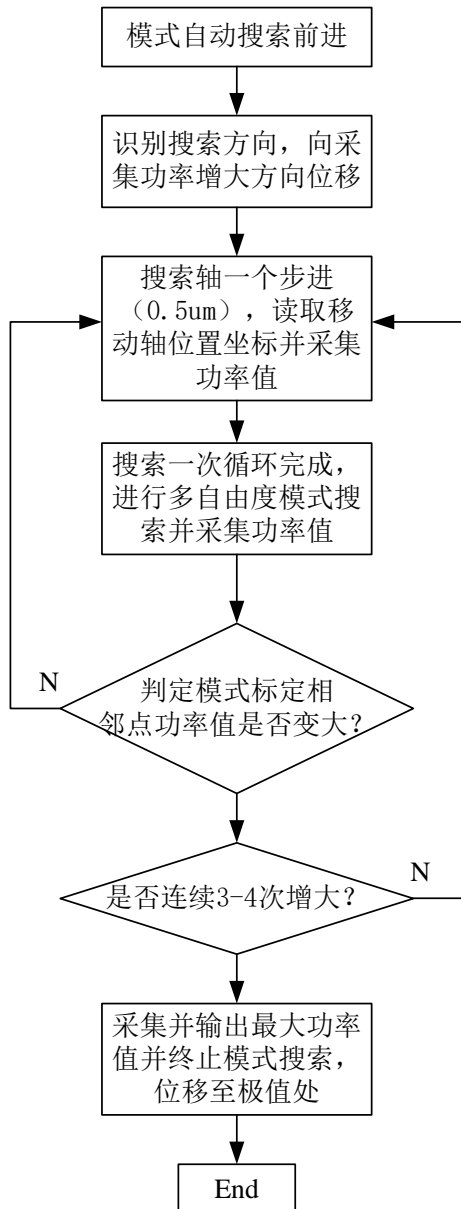 模式自动搜索前进
识别搜索方向，向采
集功率增大方向位移
搜索轴一个步进
（0.5um），读取移
动轴位置坐标并采集
功率值
搜索一次循环完成，
进行多自由度模式搜
索并采集功率值
判定模式标定相
邻点功率值是否变大？
N
是否连续3-4次增大？
N
采集并输出最大功率
值并终止模式搜索，
位移至极值处
End